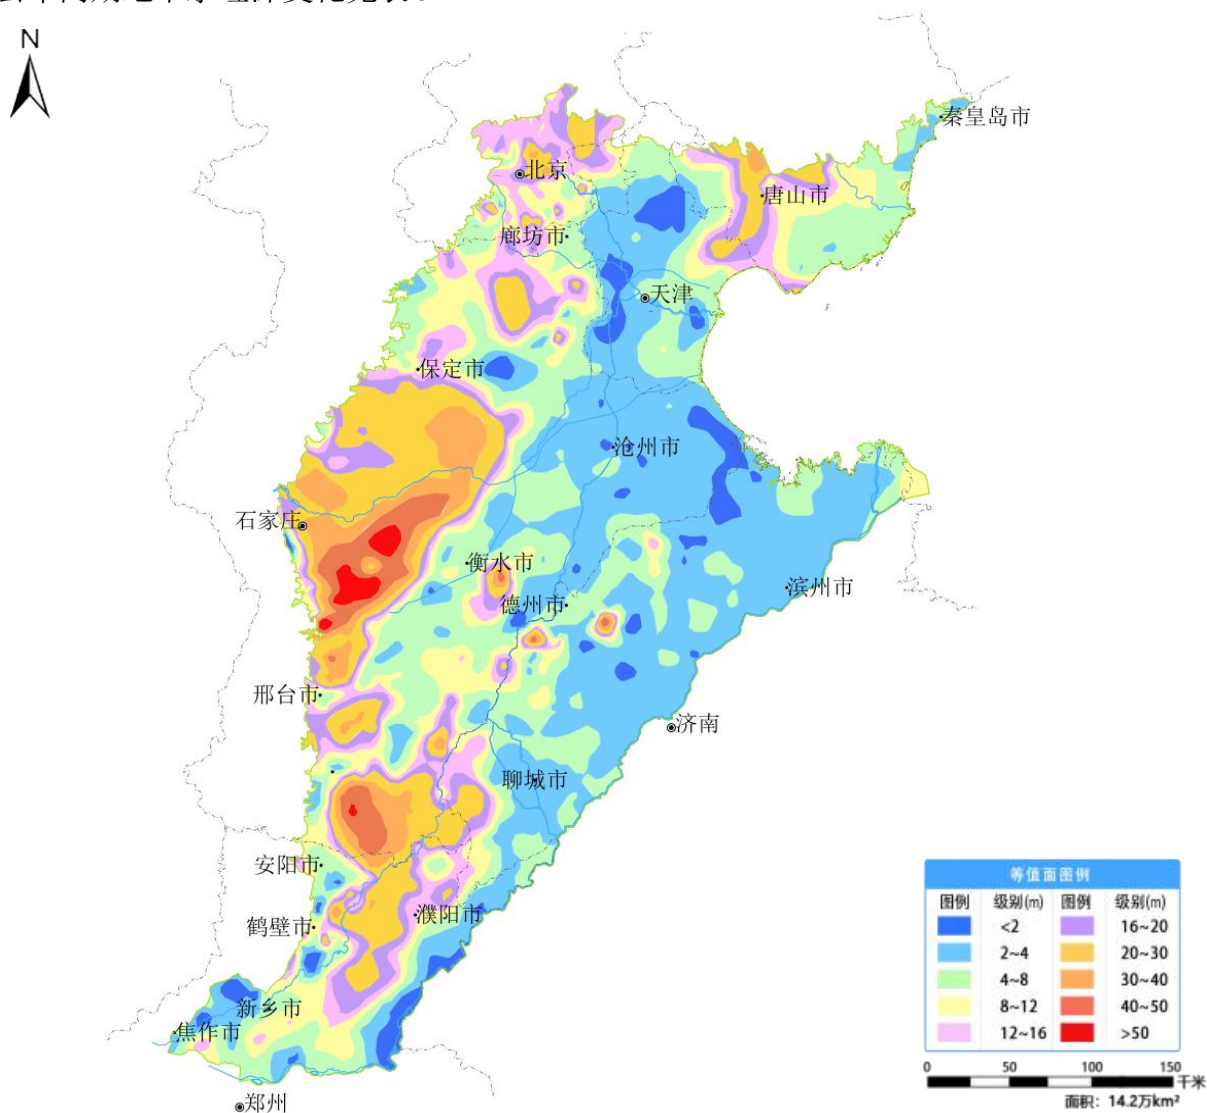 N
秦皇岛市
北京
唐山市
廊坊市
天津
保定市
沧州市
石家庄
衡水市
德州市
滨州市
邢台市
济南
聊城市
安阳市
濮阳市
鹤壁市
新乡市
焦作市
郑州
等值面图例
图例 级别(m) 图例 级别(m)
<2 16~20
2~4 20~30
4~8 30~40
8~12 40~50
12~16 >50
0 50 100 150
千米
面积: 14.2万km²